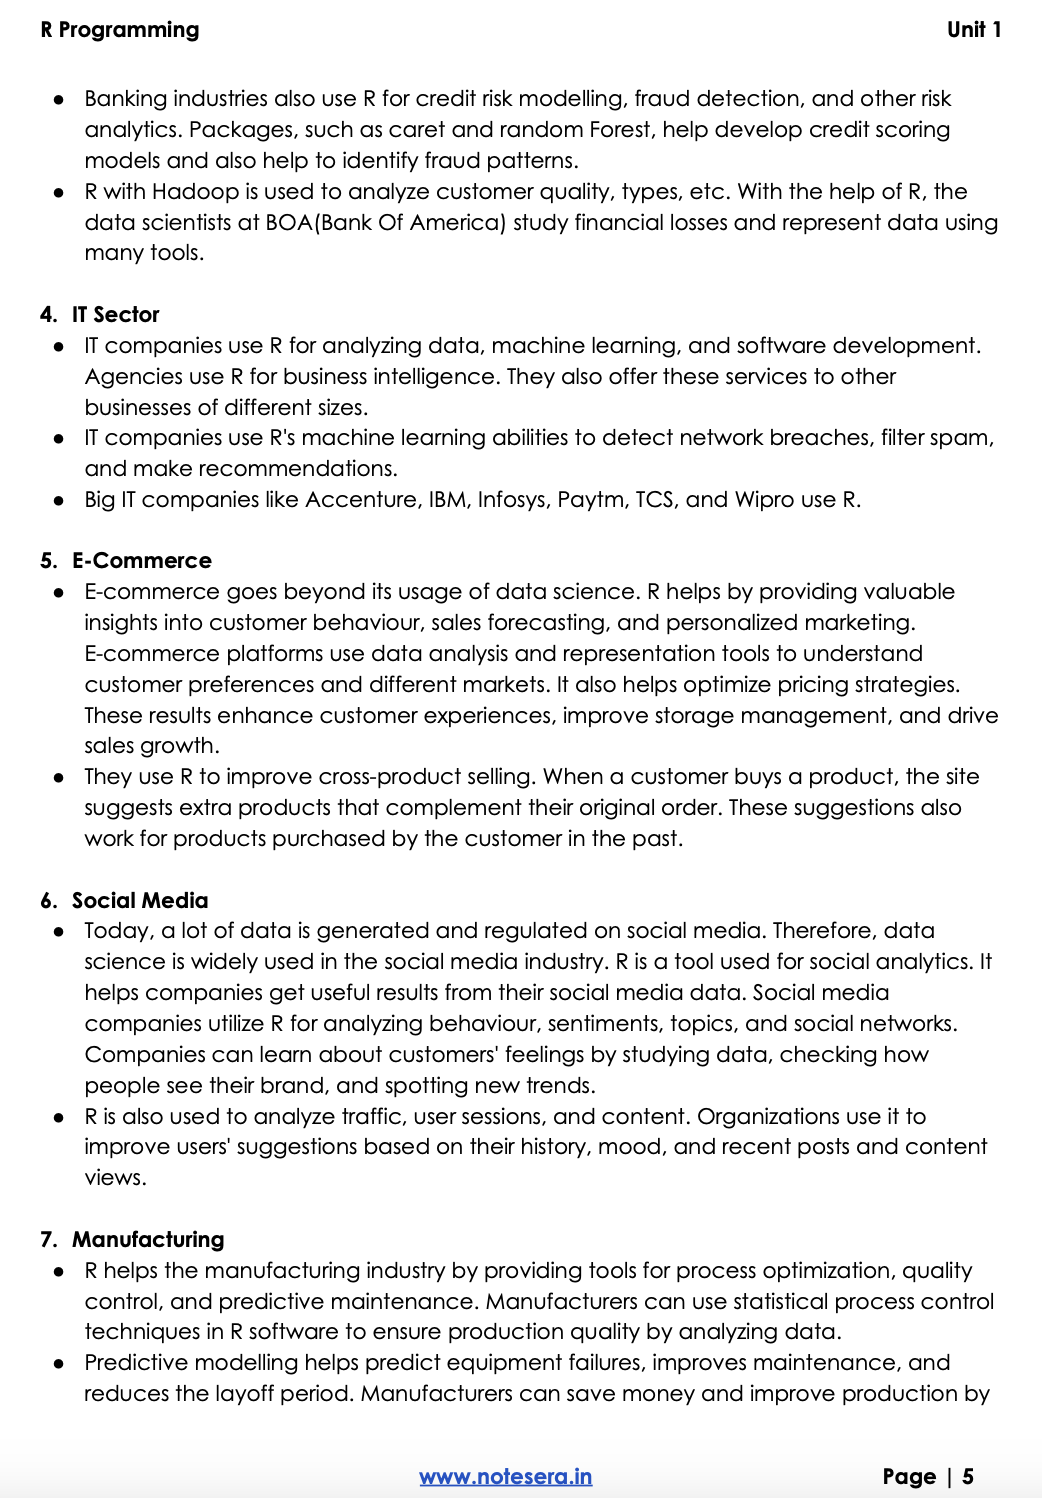 R Programming Unit 1
● Banking industries also use R for credit risk modelling, fraud detection, and other risk
analytics. Packages, such as caret and random Forest, help develop credit scoring
models and also help to identify fraud patterns.
● R with Hadoop is used to analyze customer quality, types, etc. With the help of R, the
data scientists at BOA(Bank Of America) study financial losses and represent data using
many tools.
4. IT Sector
● IT companies use R for analyzing data, machine learning, and software development.
Agencies use R for business intelligence. They also offer these services to other
businesses of different sizes.
● IT companies use R's machine learning abilities to detect network breaches, filter spam,
and make recommendations.
● Big IT companies like Accenture, IBM, Infosys, Paytm, TCS, and Wipro use R.
5. E-Commerce
● E-commerce goes beyond its usage of data science. R helps by providing valuable
insights into customer behaviour, sales forecasting, and personalized marketing.
E-commerce platforms use data analysis and representation tools to understand
customer preferences and different markets. It also helps optimize pricing strategies.
These results enhance customer experiences, improve storage management, and drive
sales growth.
● They use R to improve cross-product selling. When a customer buys a product, the site
suggests extra products that complement their original order. These suggestions also
work for products purchased by the customer in the past.
6. Social Media
● Today, a lot of data is generated and regulated on social media. Therefore, data
science is widely used in the social media industry. R is a tool used for social analytics. It
helps companies get useful results from their social media data. Social media
companies utilize R for analyzing behaviour, sentiments, topics, and social networks.
Companies can learn about customers' feelings by studying data, checking how
people see their brand, and spotting new trends.
● R is also used to analyze traffic, user sessions, and content. Organizations use it to
improve users' suggestions based on their history, mood, and recent posts and content
views.
7. Manufacturing
● R helps the manufacturing industry by providing tools for process optimization, quality
control, and predictive maintenance. Manufacturers can use statistical process control
techniques in R software to ensure production quality by analyzing data.
● Predictive modelling helps predict equipment failures, improves maintenance, and
reduces the layoff period. Manufacturers can save money and improve production by
www.notesera.in Page | 5